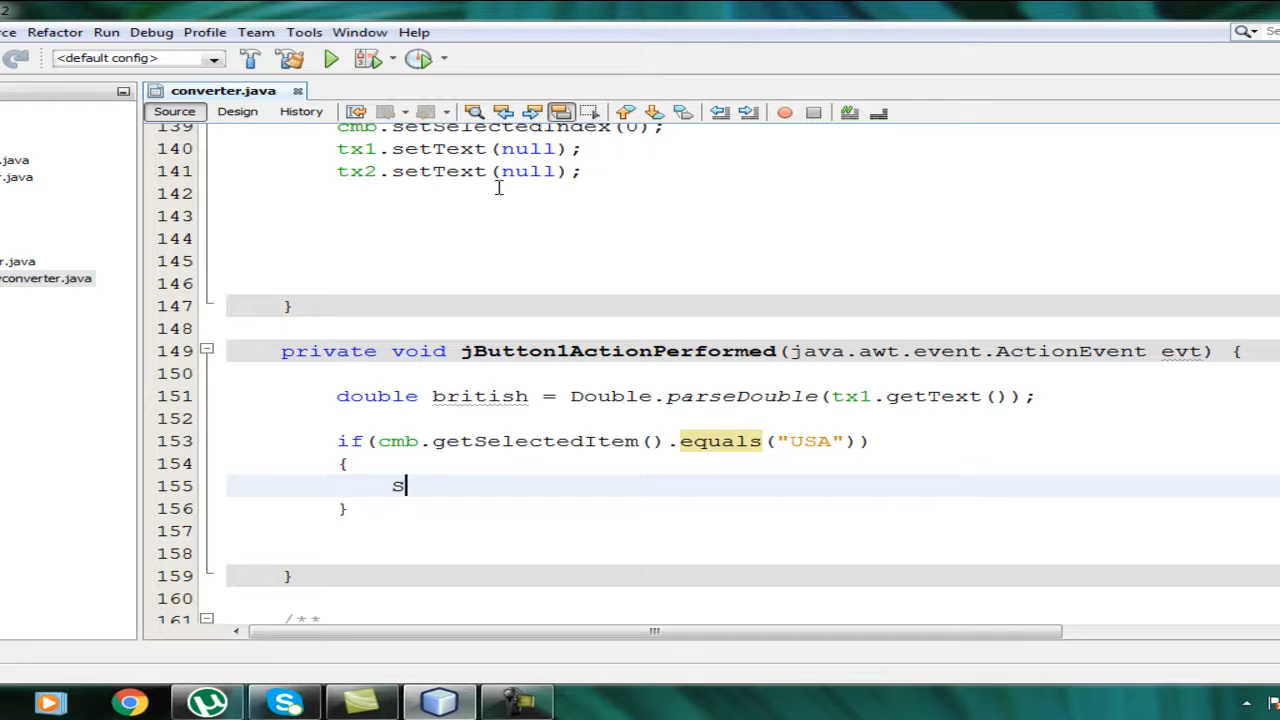 2
ce Refactor Run Debug Profile Team Tools Window Help
<default config>
converter.java
Source Design History
.java
r.java
r.java
yconverter.java
139 cmb.setSelectedIndex(0);
140 tx1.setText(null);
141 tx2.setText(null);
142
143
144
145
146
147 }
148
149 private void jButton1ActionPerformed(java.awt.event.ActionEvent evt) {
150
151 double british = Double.parseDouble(tx1.getText());
152
153 if(cmb.getSelectedItem().equals("USA"))
154 {
155 s
156 }
157
158
159 }
160
161 /**